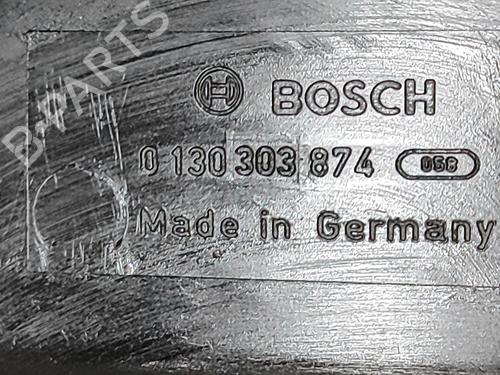 BOSCH
0 130 303 874 058
Made in Germany
B-PARTS